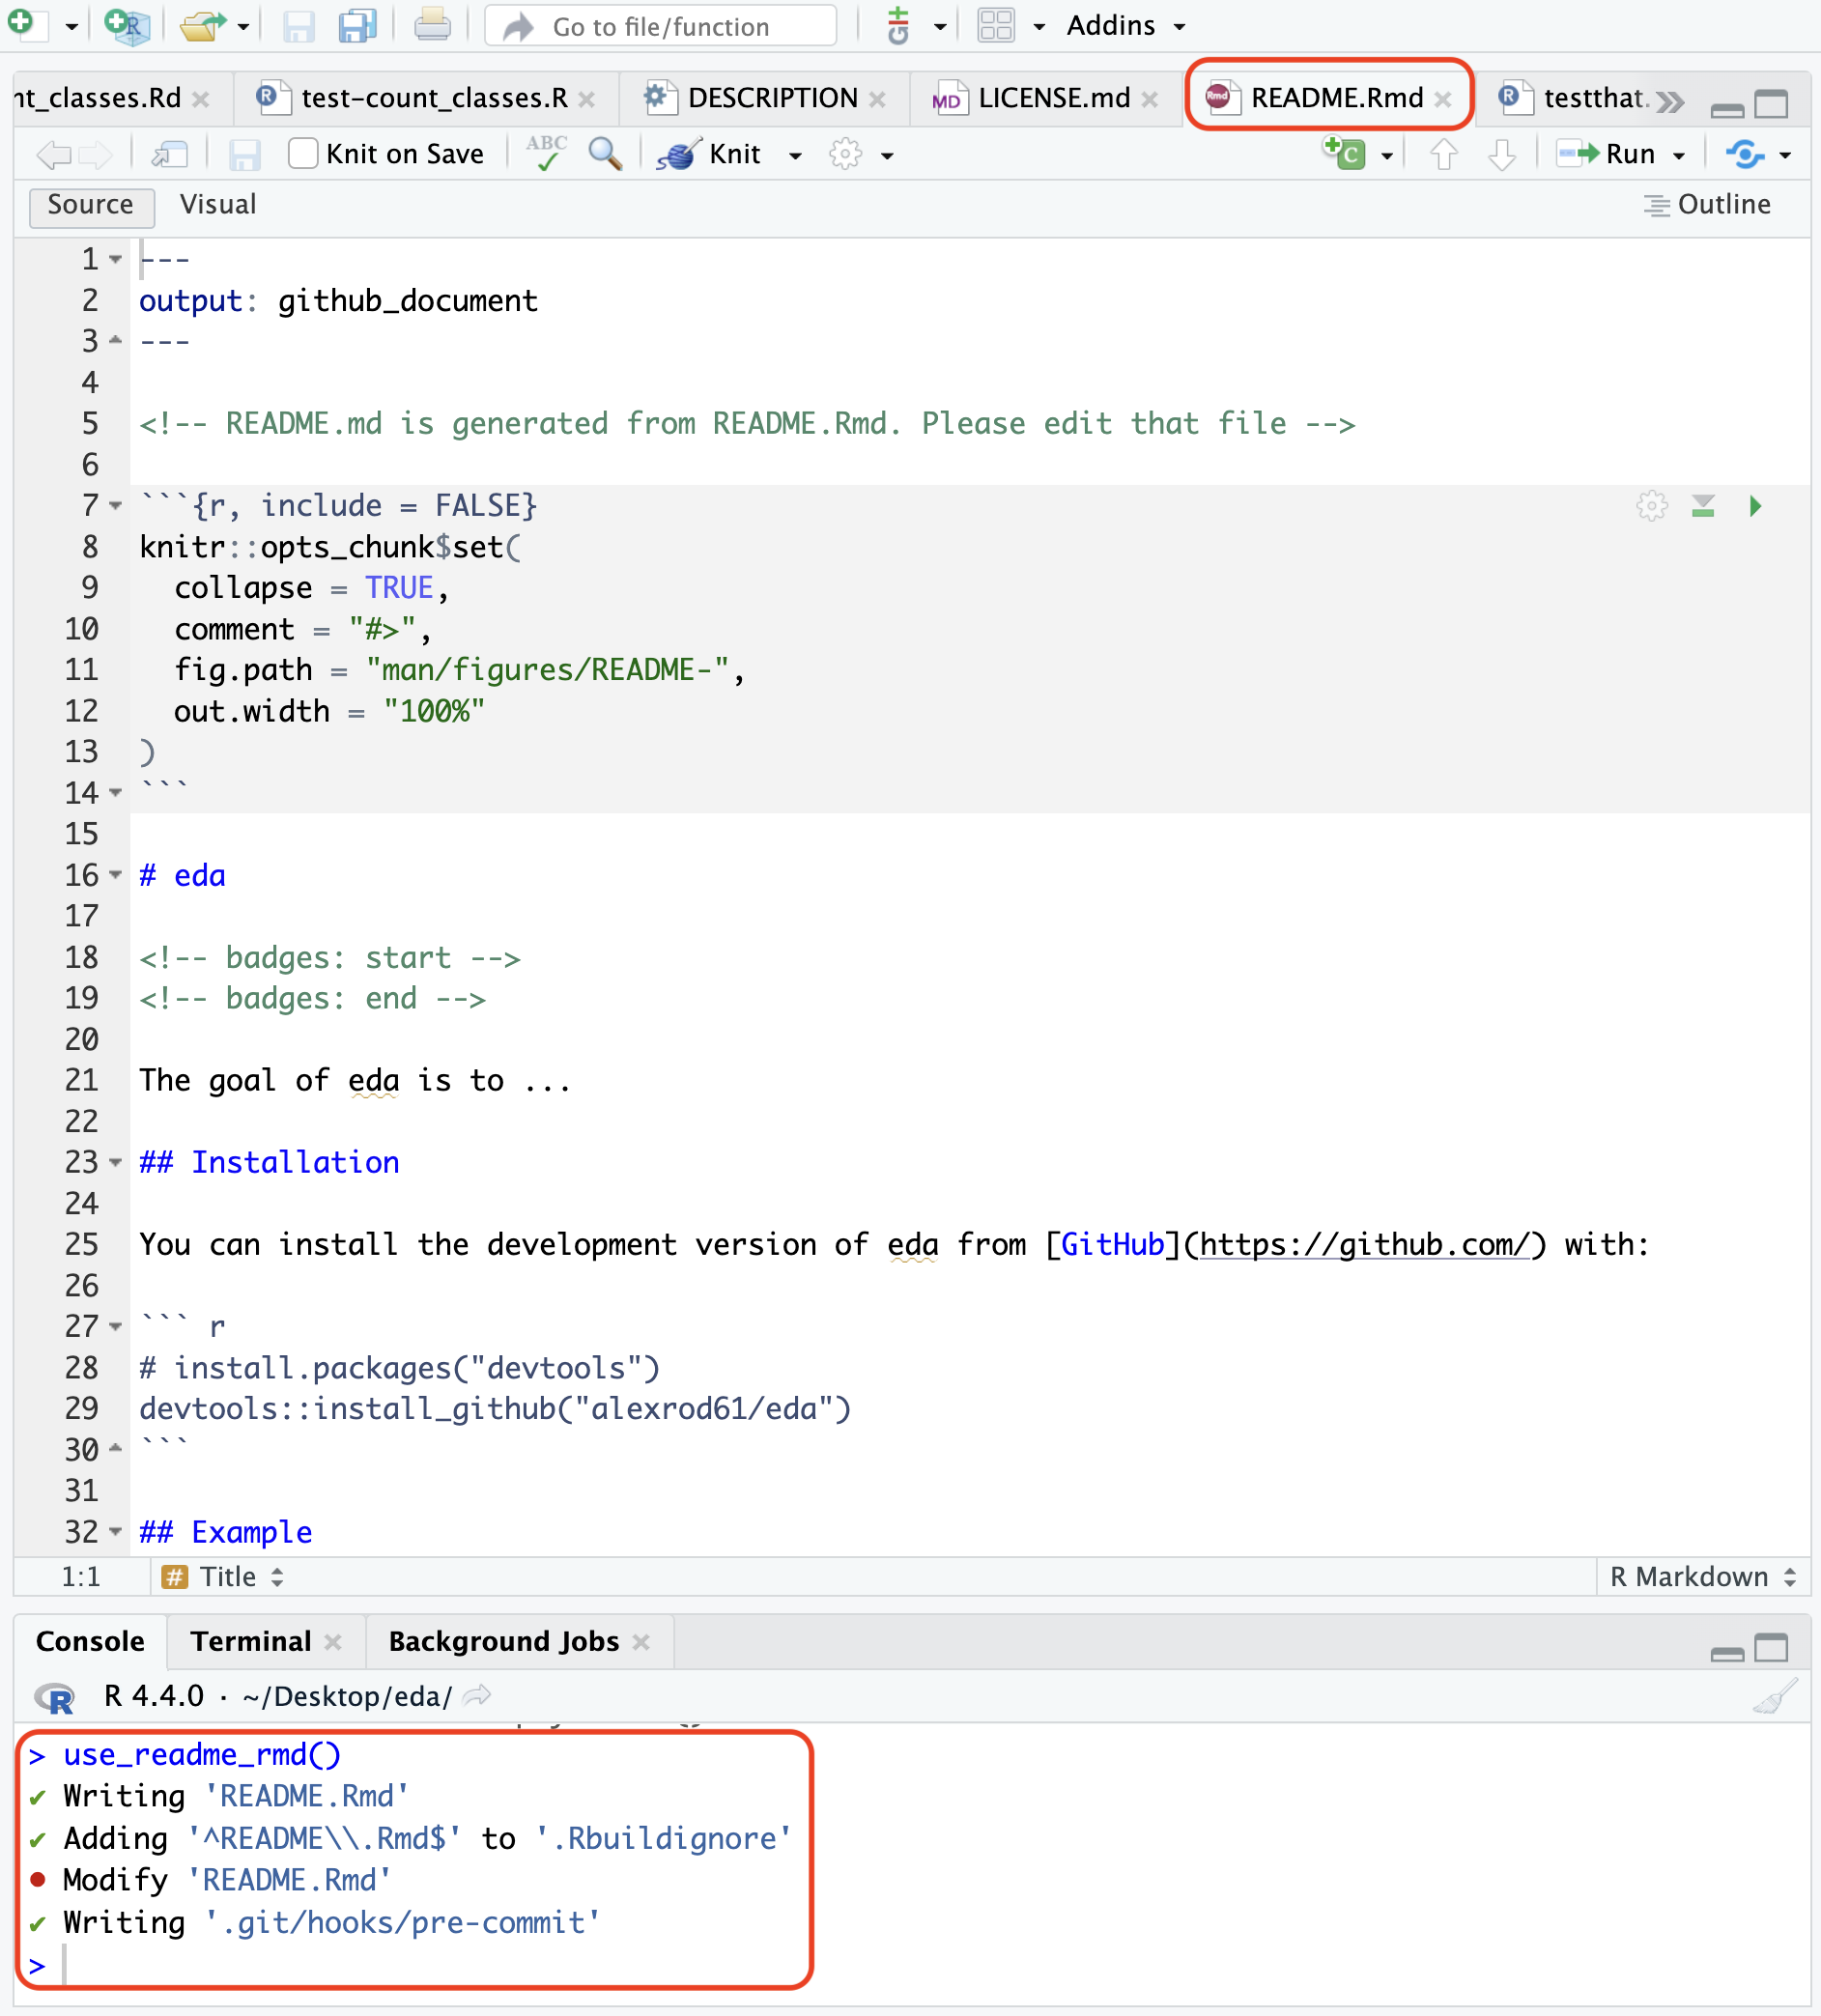 Go to file/function
Git
Addins
nt_classes.Rd
test-count_classes.R
DESCRIPTION
MD
LICENSE.md
Rmd
README.Rmd
testthat.
Knit on Save
ABC
Knit
Run
Source
Visual
Outline
1 ---
2 output: github_document
3 ---
4
5 <!-- README.md is generated from README.Rmd. Please edit that file -->
6
7 ```{r, include = FALSE}
8 knitr::opts_chunk$set(
9   collapse = TRUE,
10   comment = "#>",
11   fig.path = "man/figures/README-",
12   out.width = "100%"
13 )
14 ```
15
16 # eda
17
18 <!-- badges: start -->
19 <!-- badges: end -->
20
21 The goal of eda is to ...
22
23 ## Installation
24
25 You can install the development version of eda from [GitHub](https://github.com/) with:
26
27 ``` r
28 # install.packages("devtools")
29 devtools::install_github("alexrod61/eda")
30 ```
31
32 ## Example
1:1
# Title
R Markdown
Console
Terminal
Background Jobs
R 4.4.0 · ~/Desktop/eda/
> use_readme_rmd()
✔ Writing 'README.Rmd'
✔ Adding '^README\\.Rmd$' to '.Rbuildignore'
● Modify 'README.Rmd'
✔ Writing '.git/hooks/pre-commit'
>